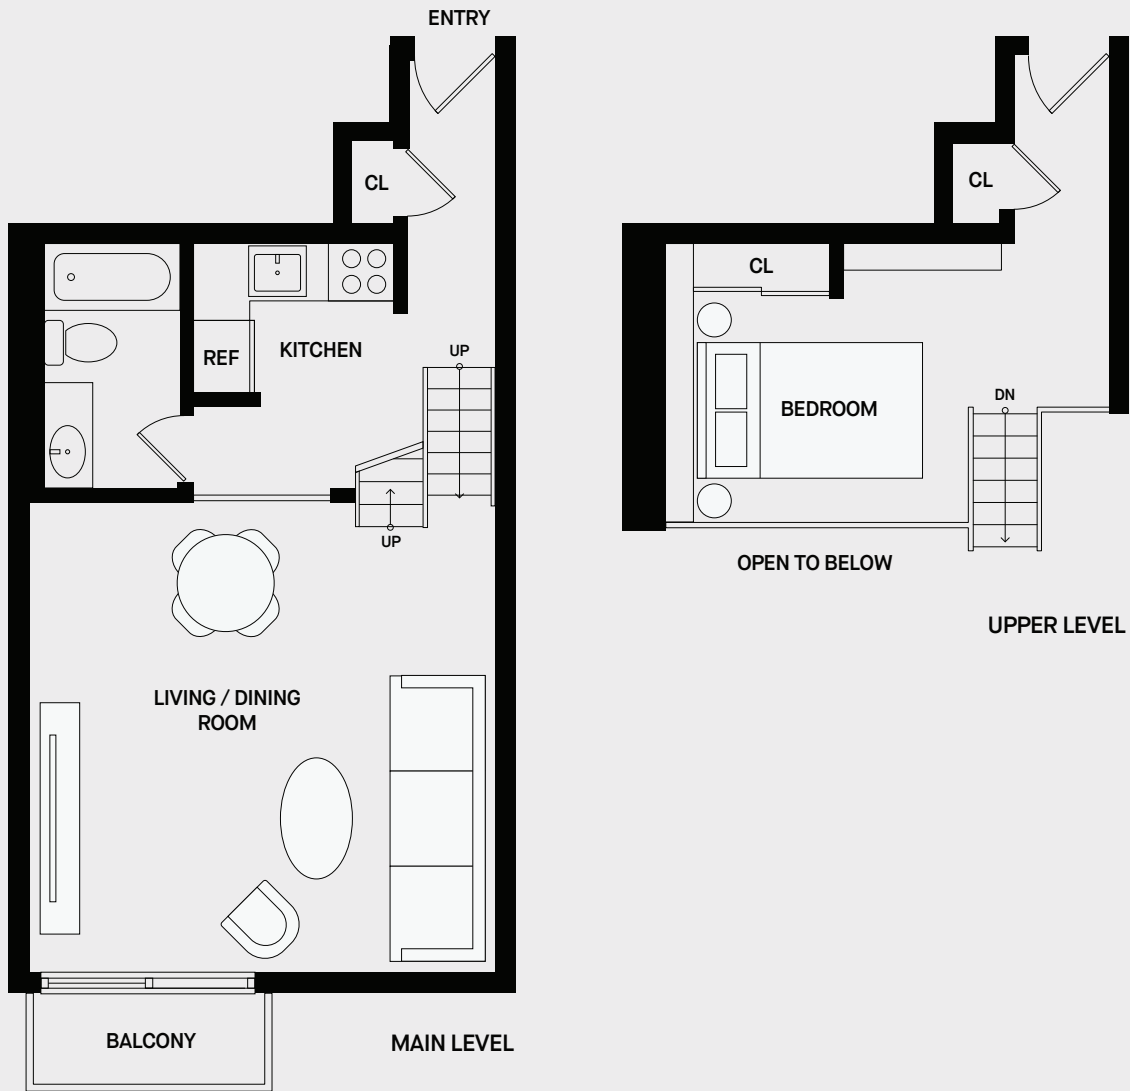 ENTRY
CL
REF
KITCHEN
UP
UP
LIVING / DINING
ROOM
BALCONY
MAIN LEVEL
CL
CL
BEDROOM
DN
OPEN TO BELOW
UPPER LEVEL